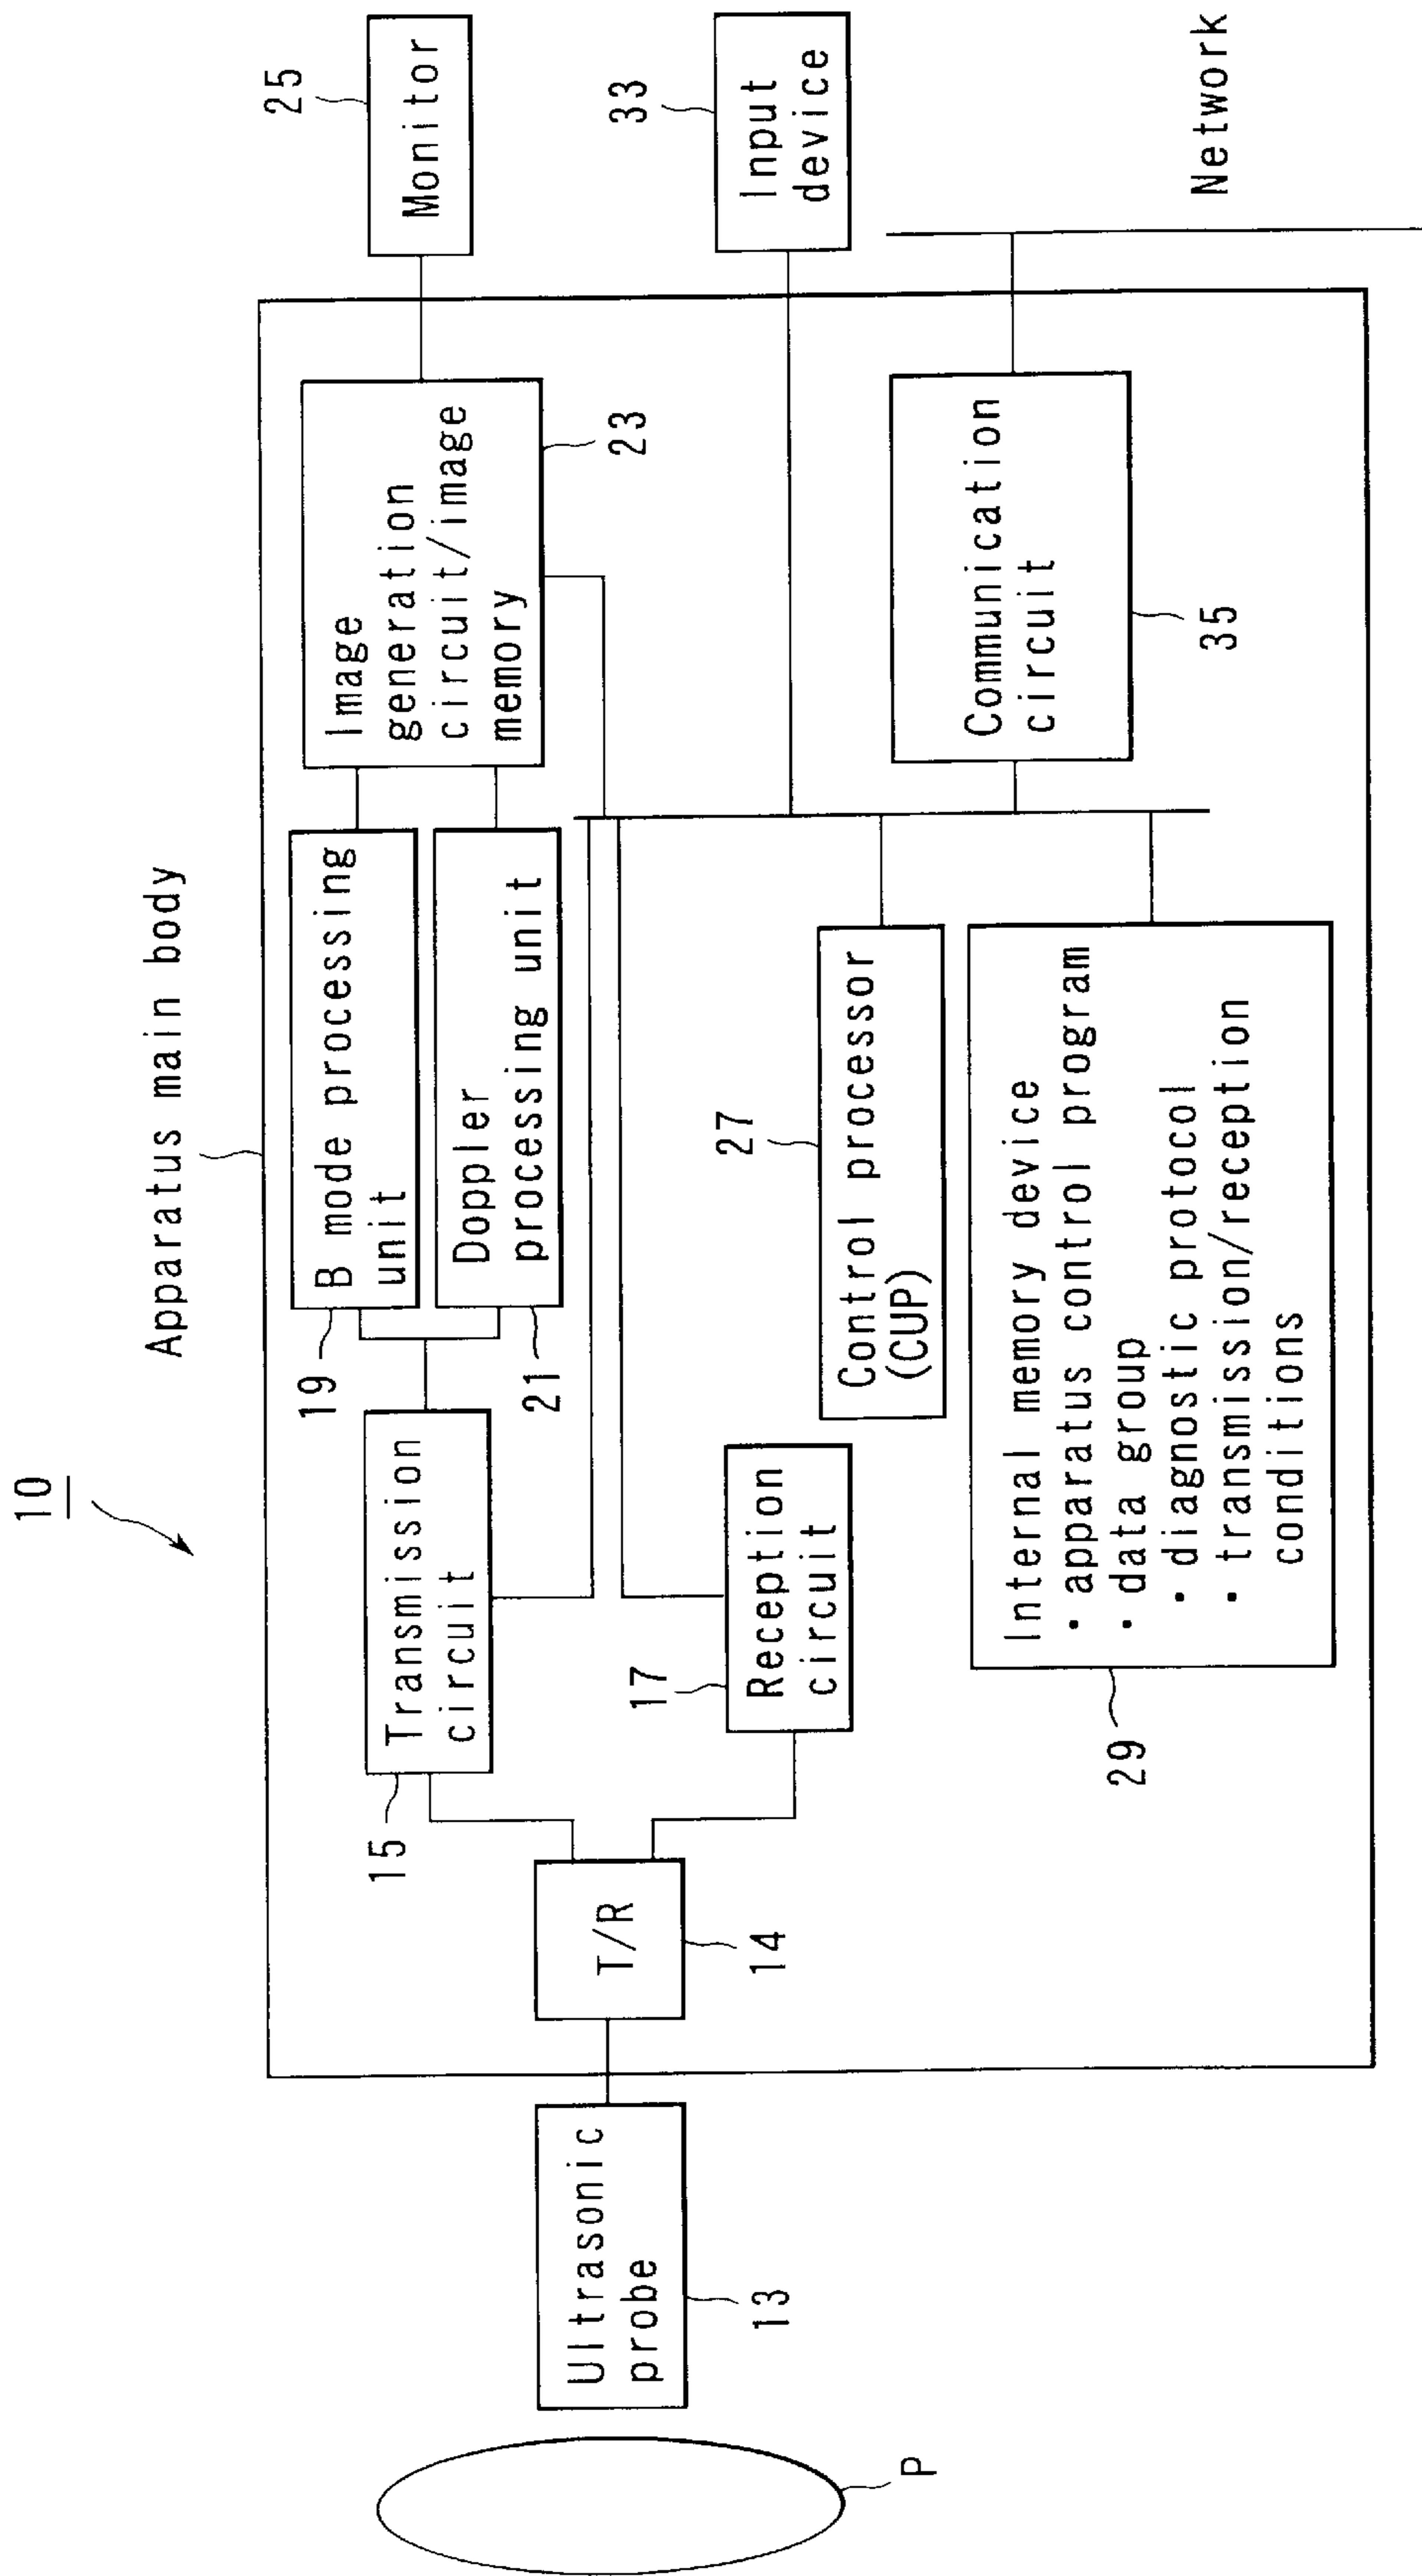 10
Apparatus main body
25
Monitor
19
B mode processing
unit
Image
generation
circuit/image
memory
23
15
Transmission
circuit
21
Doppler
processing unit
33
Input
device
Ultrasonic
probe
13
T/R
14
17
Reception
circuit
27
Control processor
(CUP)
Communication
circuit
35
Network
P
29
Internal memory device
• apparatus control program
• data group
• diagnostic protocol
• transmission/reception
conditions